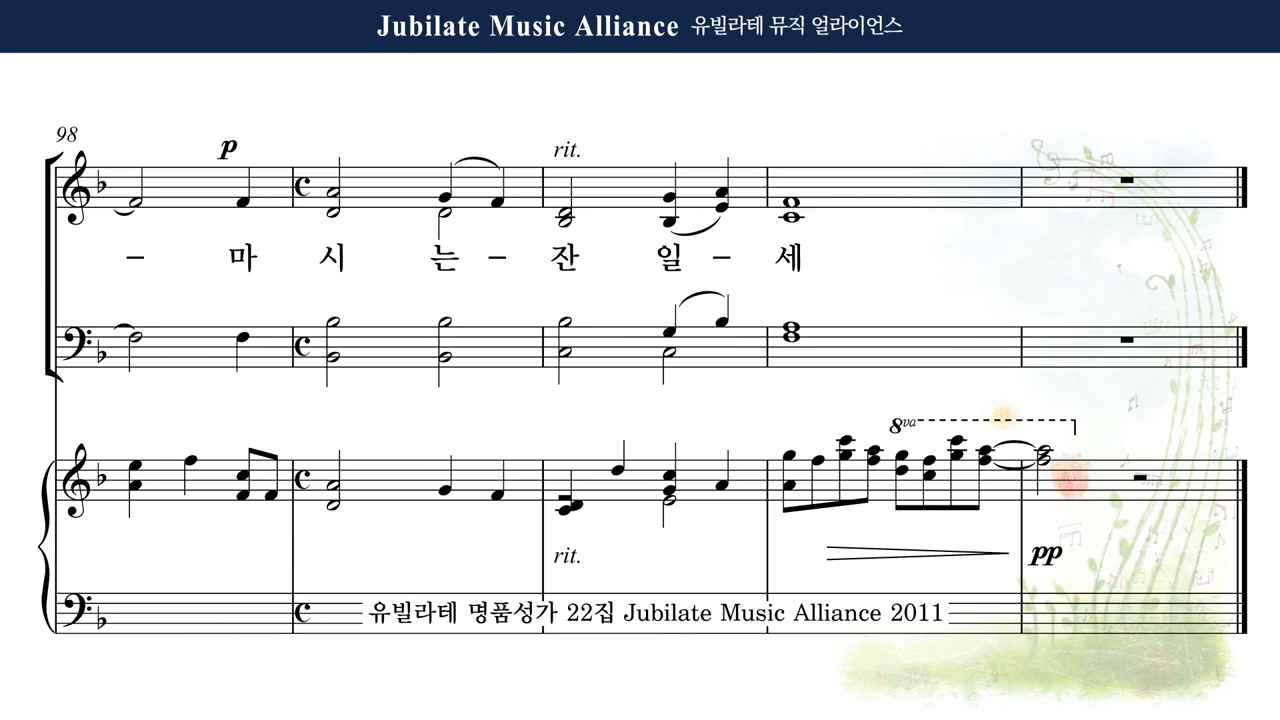 Jubilate Music Alliance 유빌라테 뮤직 얼라이언스
98
p
rit.
– 마 시 는 – 잔 일 – 세
8va
rit.
pp
유빌라테 명품성가 22집 Jubilate Music Alliance 2011